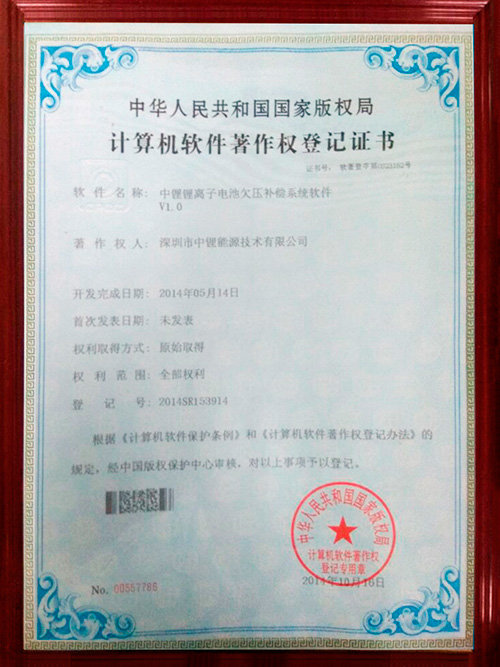 中华人民共和国国家版权局
计算机软件著作权登记证书
证书号: 软著登字第 号
软件名称: 中锂锂离子电池欠压补偿系统软件
V1.0
著作权人: 深圳市中锂能源技术有限公司
开发完成日期: 2014年05月14日
首次发表日期: 未发表
权利取得方式: 原始取得
权利范围: 全部权利
登记号: 2014SR153914
根据《计算机软件保护条例》和《计算机软件著作权登记办法》的
规定,经中国版权保护中心审核,对以上事项予以登记。
中华人民共和国国家版权局
计算机软件著作权
登记专用章
2014年10月16日
No. 00557786